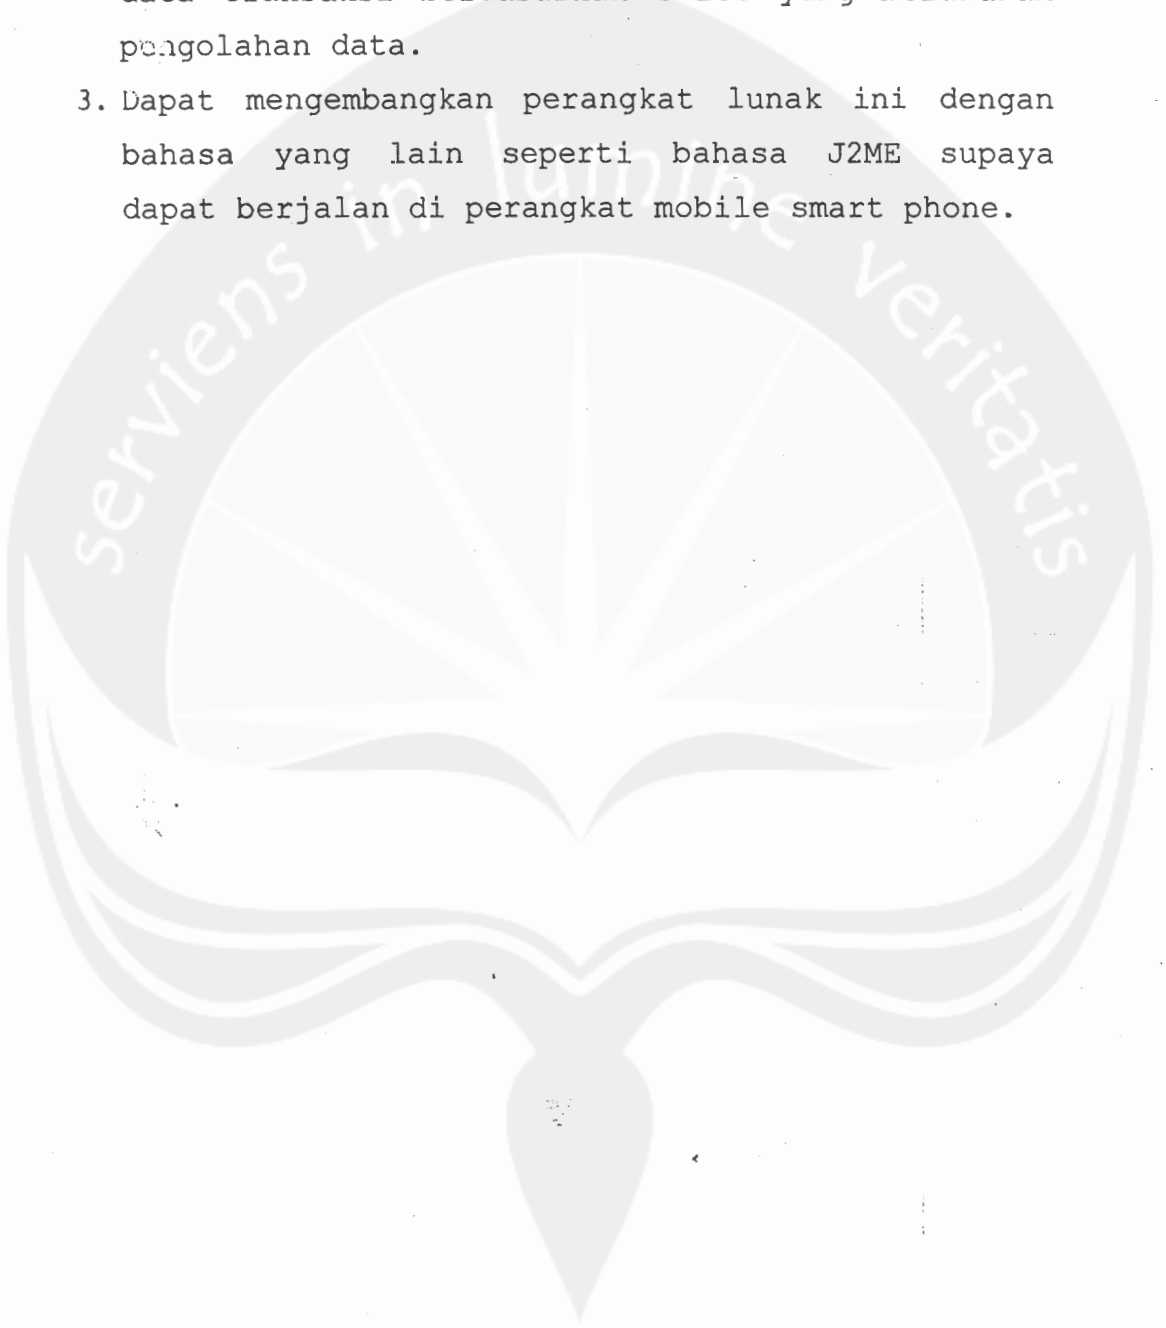 pengolahan data.
3. Dapat mengembangkan perangkat lunak ini dengan
bahasa yang lain seperti bahasa J2ME supaya
dapat berjalan di perangkat mobile smart phone.
serviens in lumine veritatis